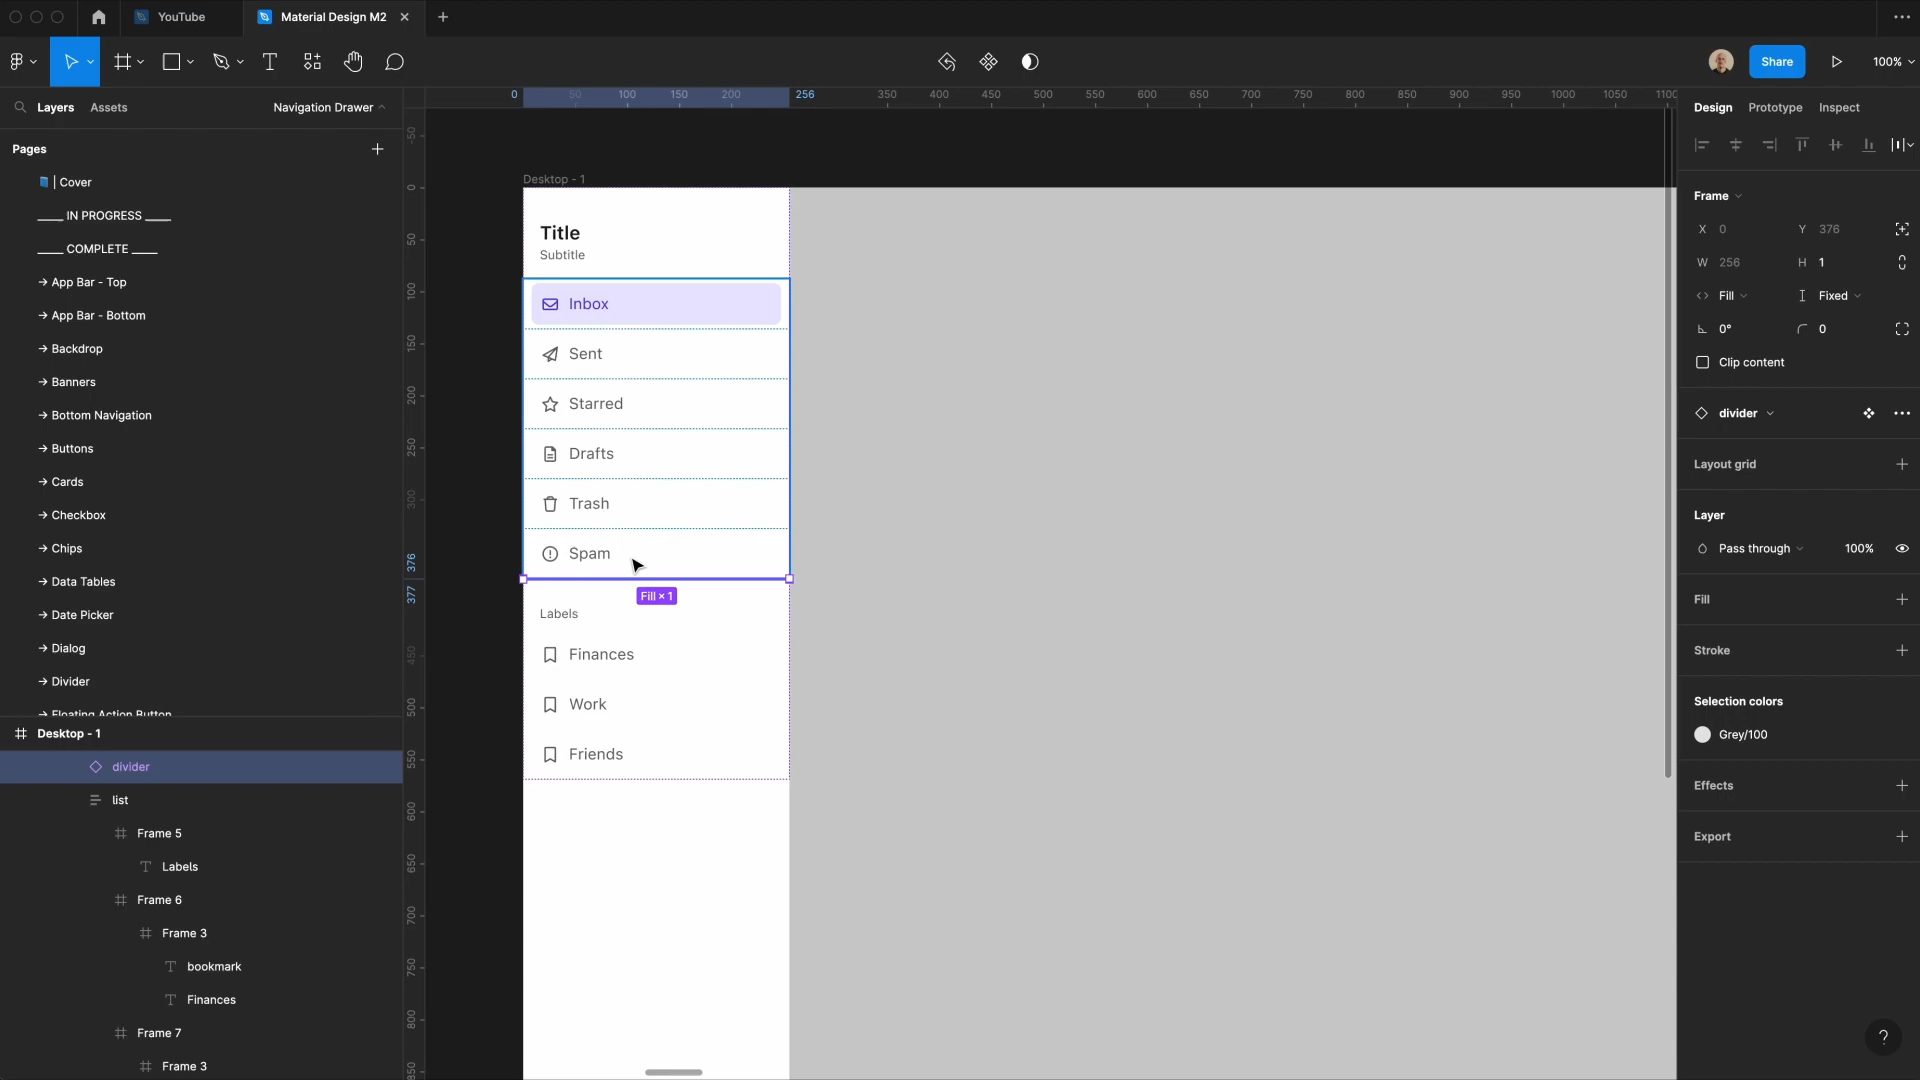 YouTube
Material Design M2
Share
100%
Layers
Assets
Navigation Drawer
0
50
100
150
200
256
350
400
450
500
550
600
650
700
750
800
850
900
950
1000
1050
1100
Design
Prototype
Inspect
Pages
| Cover
____ IN PROGRESS ____
____ COMPLETE ____
→ App Bar - Top
→ App Bar - Bottom
→ Backdrop
→ Banners
→ Bottom Navigation
→ Buttons
→ Cards
→ Checkbox
→ Chips
→ Data Tables
→ Date Picker
→ Dialog
→ Divider
→ Floating Action Button
Desktop - 1
divider
list
Frame 5
Labels
Frame 6
Frame 3
bookmark
Finances
Frame 7
Frame 3
-50
0
50
100
150
200
250
300
376
377
450
500
550
600
650
700
750
800
850
Desktop - 1
Title
Subtitle
Inbox
Sent
Starred
Drafts
Trash
Spam
Fill × 1
Labels
Finances
Work
Friends
Frame
X 0
Y 376
W 256
H 1
Fill
Fixed
0°
0
Clip content
divider
Layout grid
Layer
Pass through
100%
Fill
Stroke
Selection colors
Grey/100
Effects
Export
?